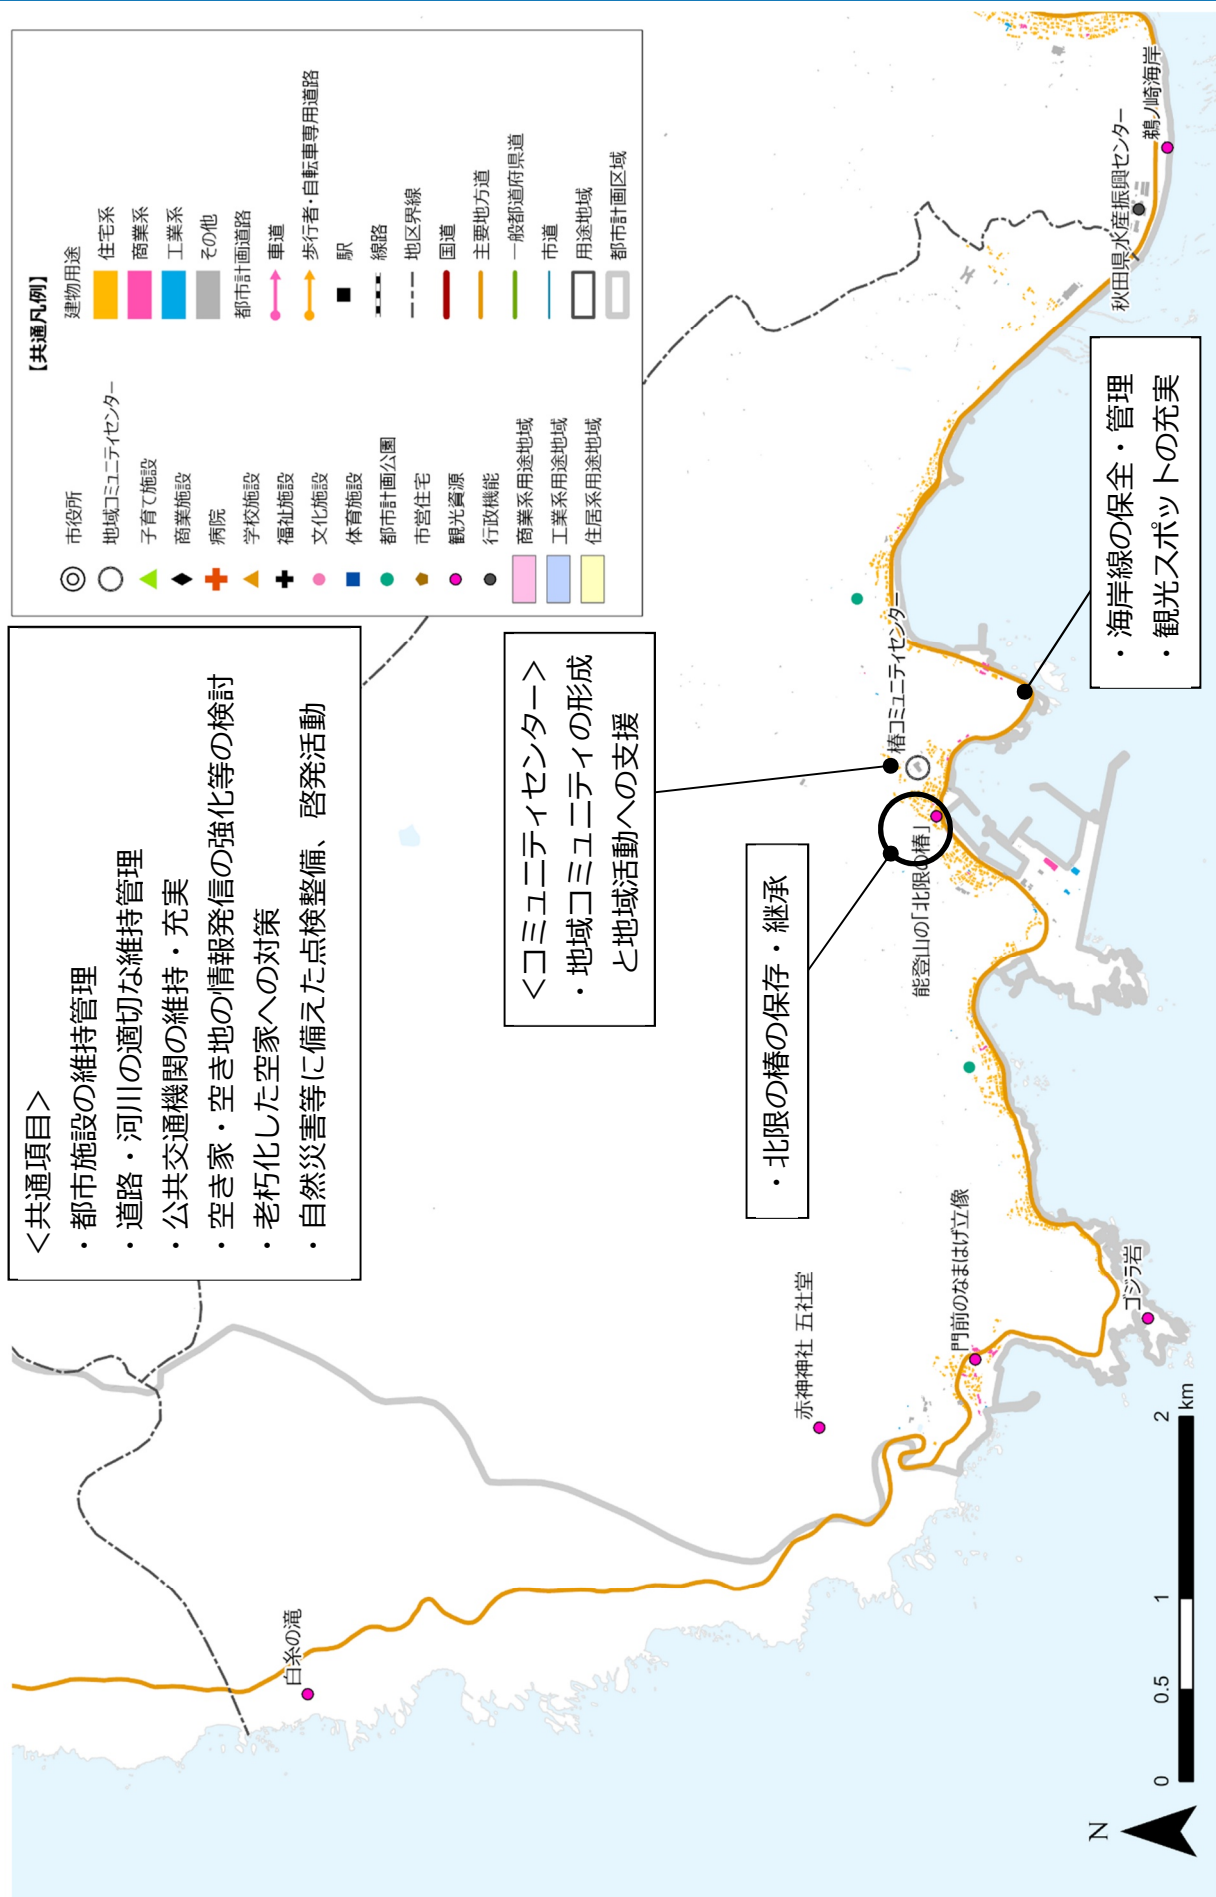 <共通項目>
・都市施設の維持管理
・道路・河川の適切な維持管理
・公共交通機関の維持・充実
・空き家・空き地の情報発信の強化等の検討
・老朽化した空家への対策
・自然災害等に備えた点検整備、啓発活動
【共通凡例】
市役所
地域コミュニティセンター
子育て施設
商業施設
病院
学校施設
福祉施設
文化施設
体育施設
都市計画公園
市営住宅
観光資源
行政機能
商業系用途地域
工業系用途地域
住居系用途地域
建物用途
住宅系
商業系
工業系
その他
都市計画道路
車道
歩行者・自転車専用道路
駅
線路
地区界線
国道
主要地方道
一般都道府県道
市道
用途地域
都市計画区域
<コミュニティセンター>
・地域コミュニティの形成
と地域活動への支援
・北限の椿の保存・継承
・海岸線の保全・管理
・観光スポットの充実
白糸の滝
赤神神社 五社堂
門前のなまはげ立像
ゴジラ岩
能登山の「北限の椿」
椿コミュニティセンター
秋田県水産振興センター
鵜ノ崎海岸
N
0
0.5
1
2
km